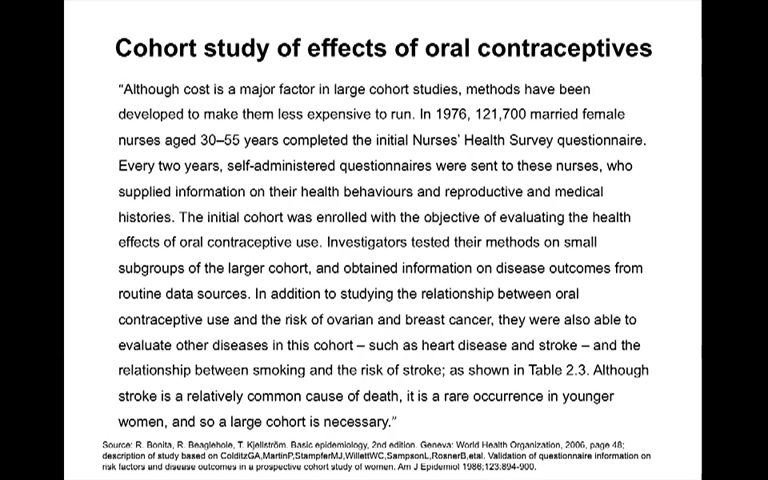 Cohort study of effects of oral contraceptives
"Although cost is a major factor in large cohort studies, methods have been
developed to make them less expensive to run. In 1976, 121,700 married female
nurses aged 30–55 years completed the initial Nurses' Health Survey questionnaire.
Every two years, self-administered questionnaires were sent to these nurses, who
supplied information on their health behaviours and reproductive and medical
histories. The initial cohort was enrolled with the objective of evaluating the health
effects of oral contraceptive use. Investigators tested their methods on small
subgroups of the larger cohort, and obtained information on disease outcomes from
routine data sources. In addition to studying the relationship between oral
contraceptive use and the risk of ovarian and breast cancer, they were also able to
evaluate other diseases in this cohort – such as heart disease and stroke – and the
relationship between smoking and the risk of stroke; as shown in Table 2.3. Although
stroke is a relatively common cause of death, it is a rare occurrence in younger
women, and so a large cohort is necessary."
Source: R. Bonita, R. Beaglehole, T. Kjellström. Basic epidemiology, 2nd edition. Geneva: World Health Organization, 2006, page 48;
description of study based on ColditzGA,MartinP,StampferMJ,WillettWC,SampsonL,RosnerB,etal. Validation of questionnaire information on
risk factors and disease outcomes in a prospective cohort study of women. Am J Epidemiol 1986;123:894-900.